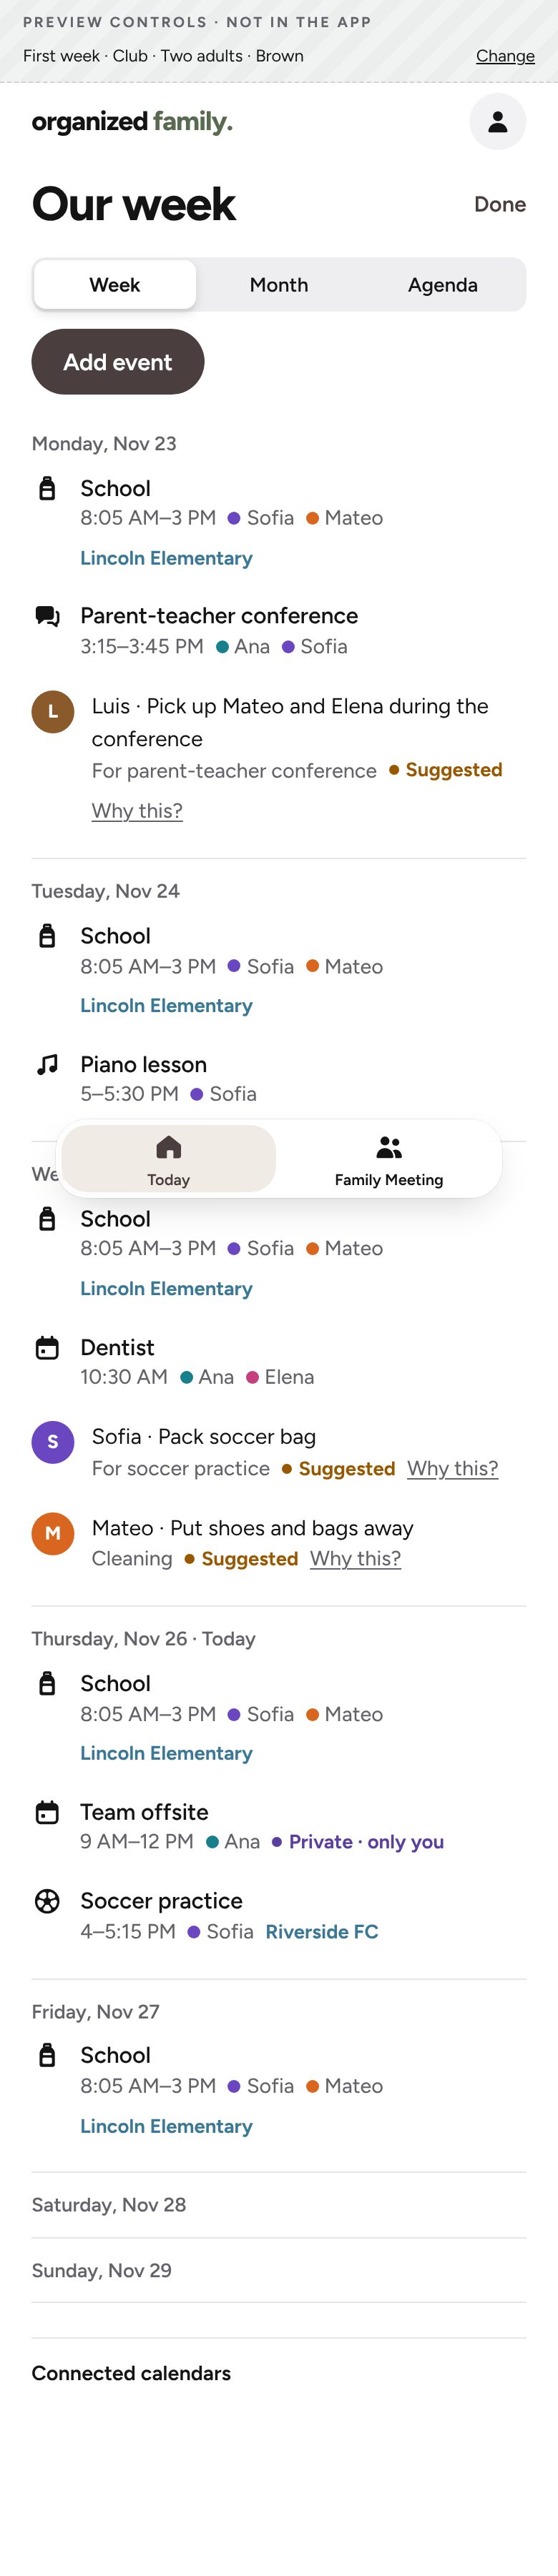 PREVIEW CONTROLS · NOT IN THE APP
First week · Club · Two adults · Brown
Change
organized family.
Our week
Done
Week
Month
Agenda
Add event
Monday, Nov 23
School
8:05 AM–3 PM Sofia Mateo
Lincoln Elementary
Parent-teacher conference
3:15–3:45 PM Ana Sofia
L
Luis · Pick up Mateo and Elena during the
conference
For parent-teacher conference Suggested
Why this?
Tuesday, Nov 24
School
8:05 AM–3 PM Sofia Mateo
Lincoln Elementary
Piano lesson
5–5:30 PM Sofia
Today
Family Meeting
School
8:05 AM–3 PM Sofia Mateo
Lincoln Elementary
Dentist
10:30 AM Ana Elena
S
Sofia · Pack soccer bag
For soccer practice Suggested Why this?
M
Mateo · Put shoes and bags away
Cleaning Suggested Why this?
Thursday, Nov 26 · Today
School
8:05 AM–3 PM Sofia Mateo
Lincoln Elementary
Team offsite
9 AM–12 PM Ana Private · only you
Soccer practice
4–5:15 PM Sofia Riverside FC
Friday, Nov 27
School
8:05 AM–3 PM Sofia Mateo
Lincoln Elementary
Saturday, Nov 28
Sunday, Nov 29
Connected calendars